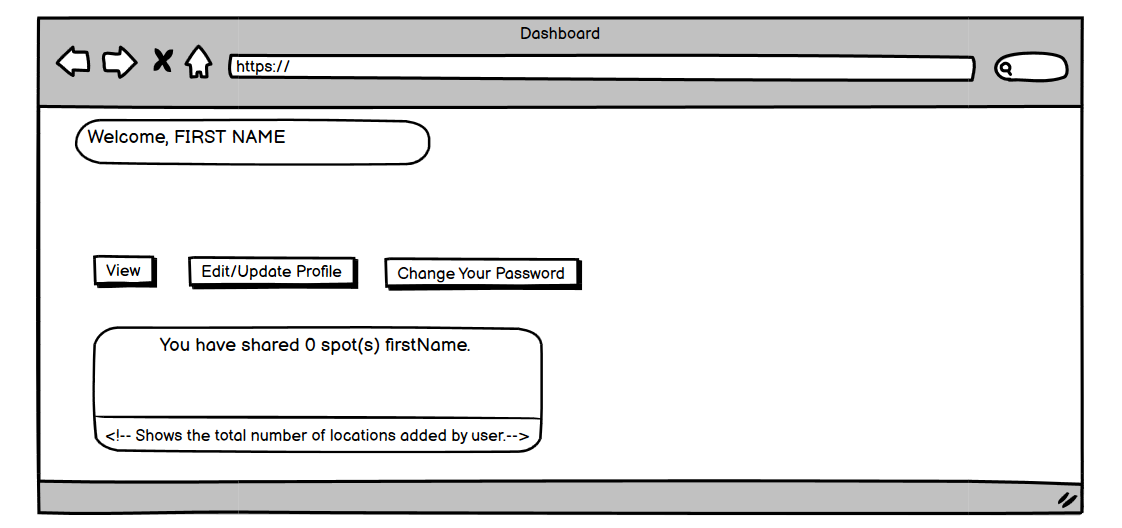 Dashboard
https://
Welcome, FIRST NAME
View
Edit/Update Profile
Change Your Password
You have shared 0 spot(s) firstName.
<!-- Shows the total number of locations added by user.-->